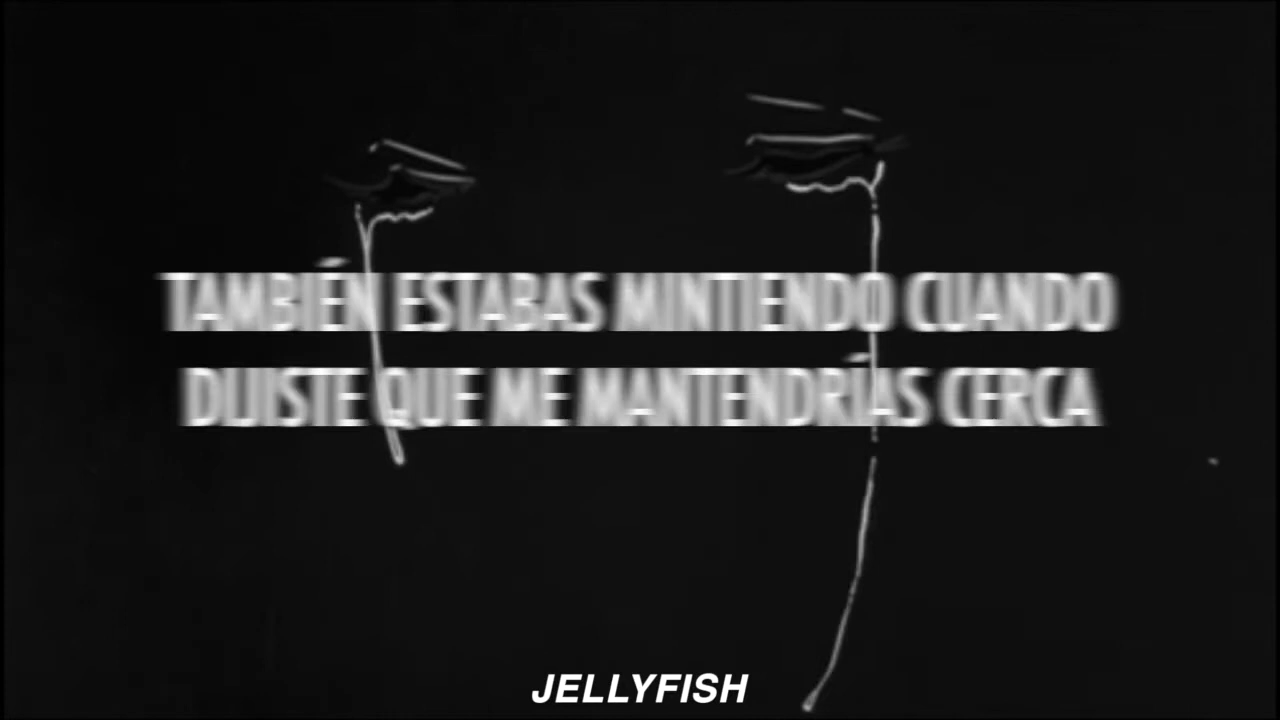 TAMBIÉN ESTABAS MINTIENDO CUANDO
DIJISTE QUE ME MANTENDRÍAS CERCA
JELLYFISH